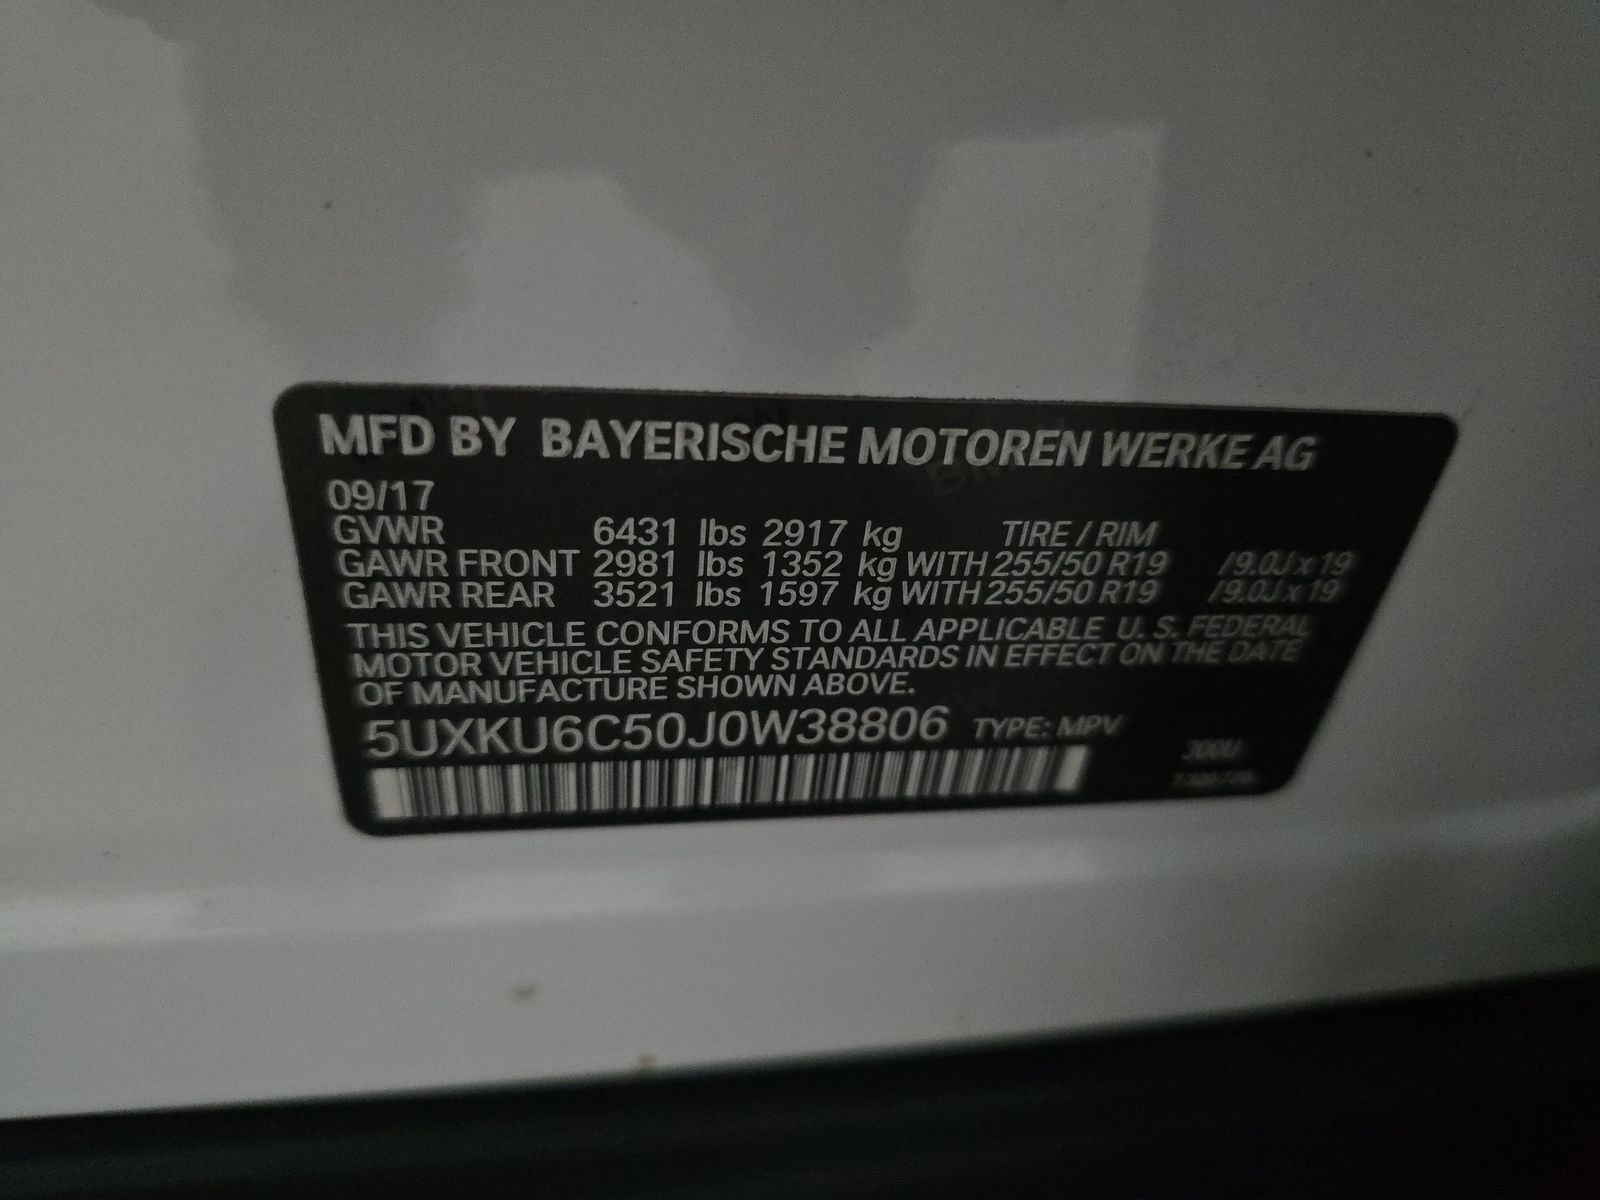 MFD BY BAYERISCHE MOTOREN WERKE AG
09/17
GVWR 6431 lbs 2917 kg TIRE / RIM
GAWR FRONT 2981 lbs 1352 kg WITH 255/50 R19 /9.0J x 19
GAWR REAR 3521 lbs 1597 kg WITH 255/50 R19 /9.0J x 19
THIS VEHICLE CONFORMS TO ALL APPLICABLE U. S. FEDERAL
MOTOR VEHICLE SAFETY STANDARDS IN EFFECT ON THE DATE
OF MANUFACTURE SHOWN ABOVE.
5UXKU6C50J0W38806 TYPE: MPV